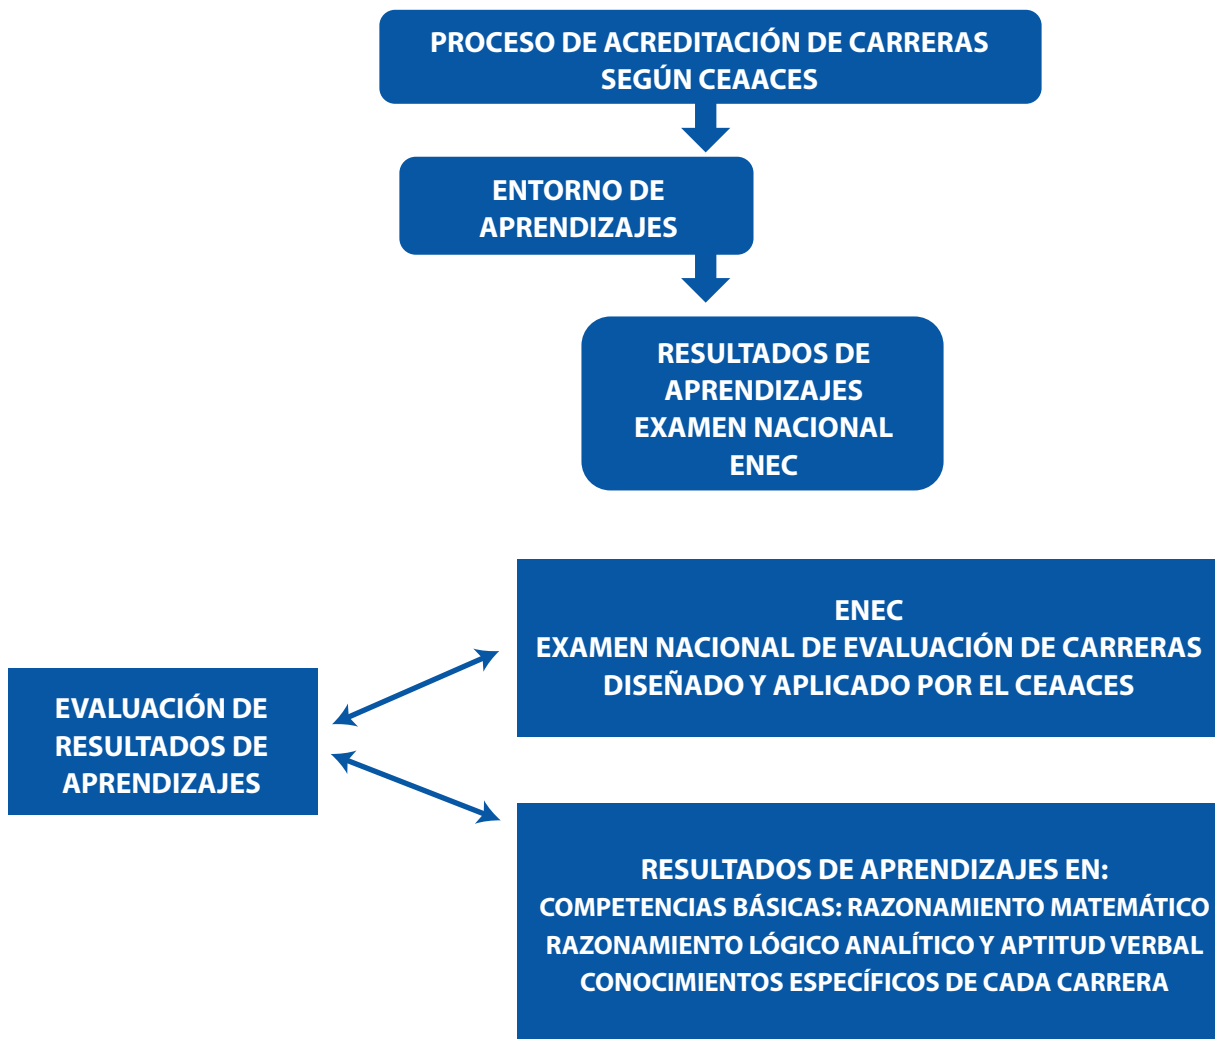 PROCESO DE ACREDITACIÓN DE CARRERAS
SEGÚN CEAACES
ENTORNO DE
APRENDIZAJES
RESULTADOS DE
APRENDIZAJES
EXAMEN NACIONAL
ENEC
EVALUACIÓN DE
RESULTADOS DE
APRENDIZAJES
ENEC
EXAMEN NACIONAL DE EVALUACIÓN DE CARRERAS
DISEÑADO Y APLICADO POR EL CEAACES
RESULTADOS DE APRENDIZAJES EN:
COMPETENCIAS BÁSICAS: RAZONAMIENTO MATEMÁTICO
RAZONAMIENTO LÓGICO ANALÍTICO Y APTITUD VERBAL
CONOCIMIENTOS ESPECÍFICOS DE CADA CARRERA